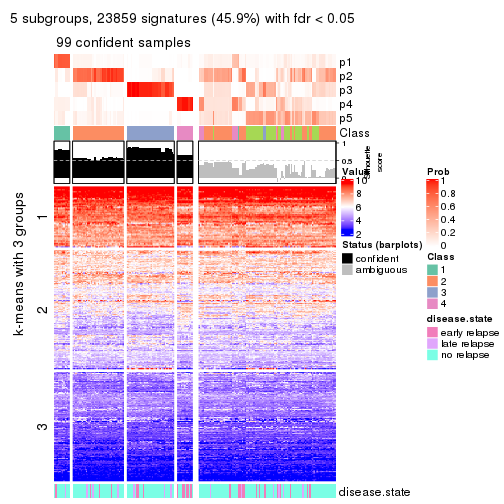 5 subgroups, 23859 signatures (45.9%) with fdr < 0.05
99 confident samples
p1
p2
p3
p4
p5
Class
1
0.5
0
silhouette
score
k-means with 3 groups
1
2
3
Value
10
8
6
4
2
Status (barplots)
confident
ambiguous
Prob
1
0.8
0.6
0.4
0.2
0
Class
1
2
3
4
disease.state
early relapse
late relapse
no relapse
disease.state